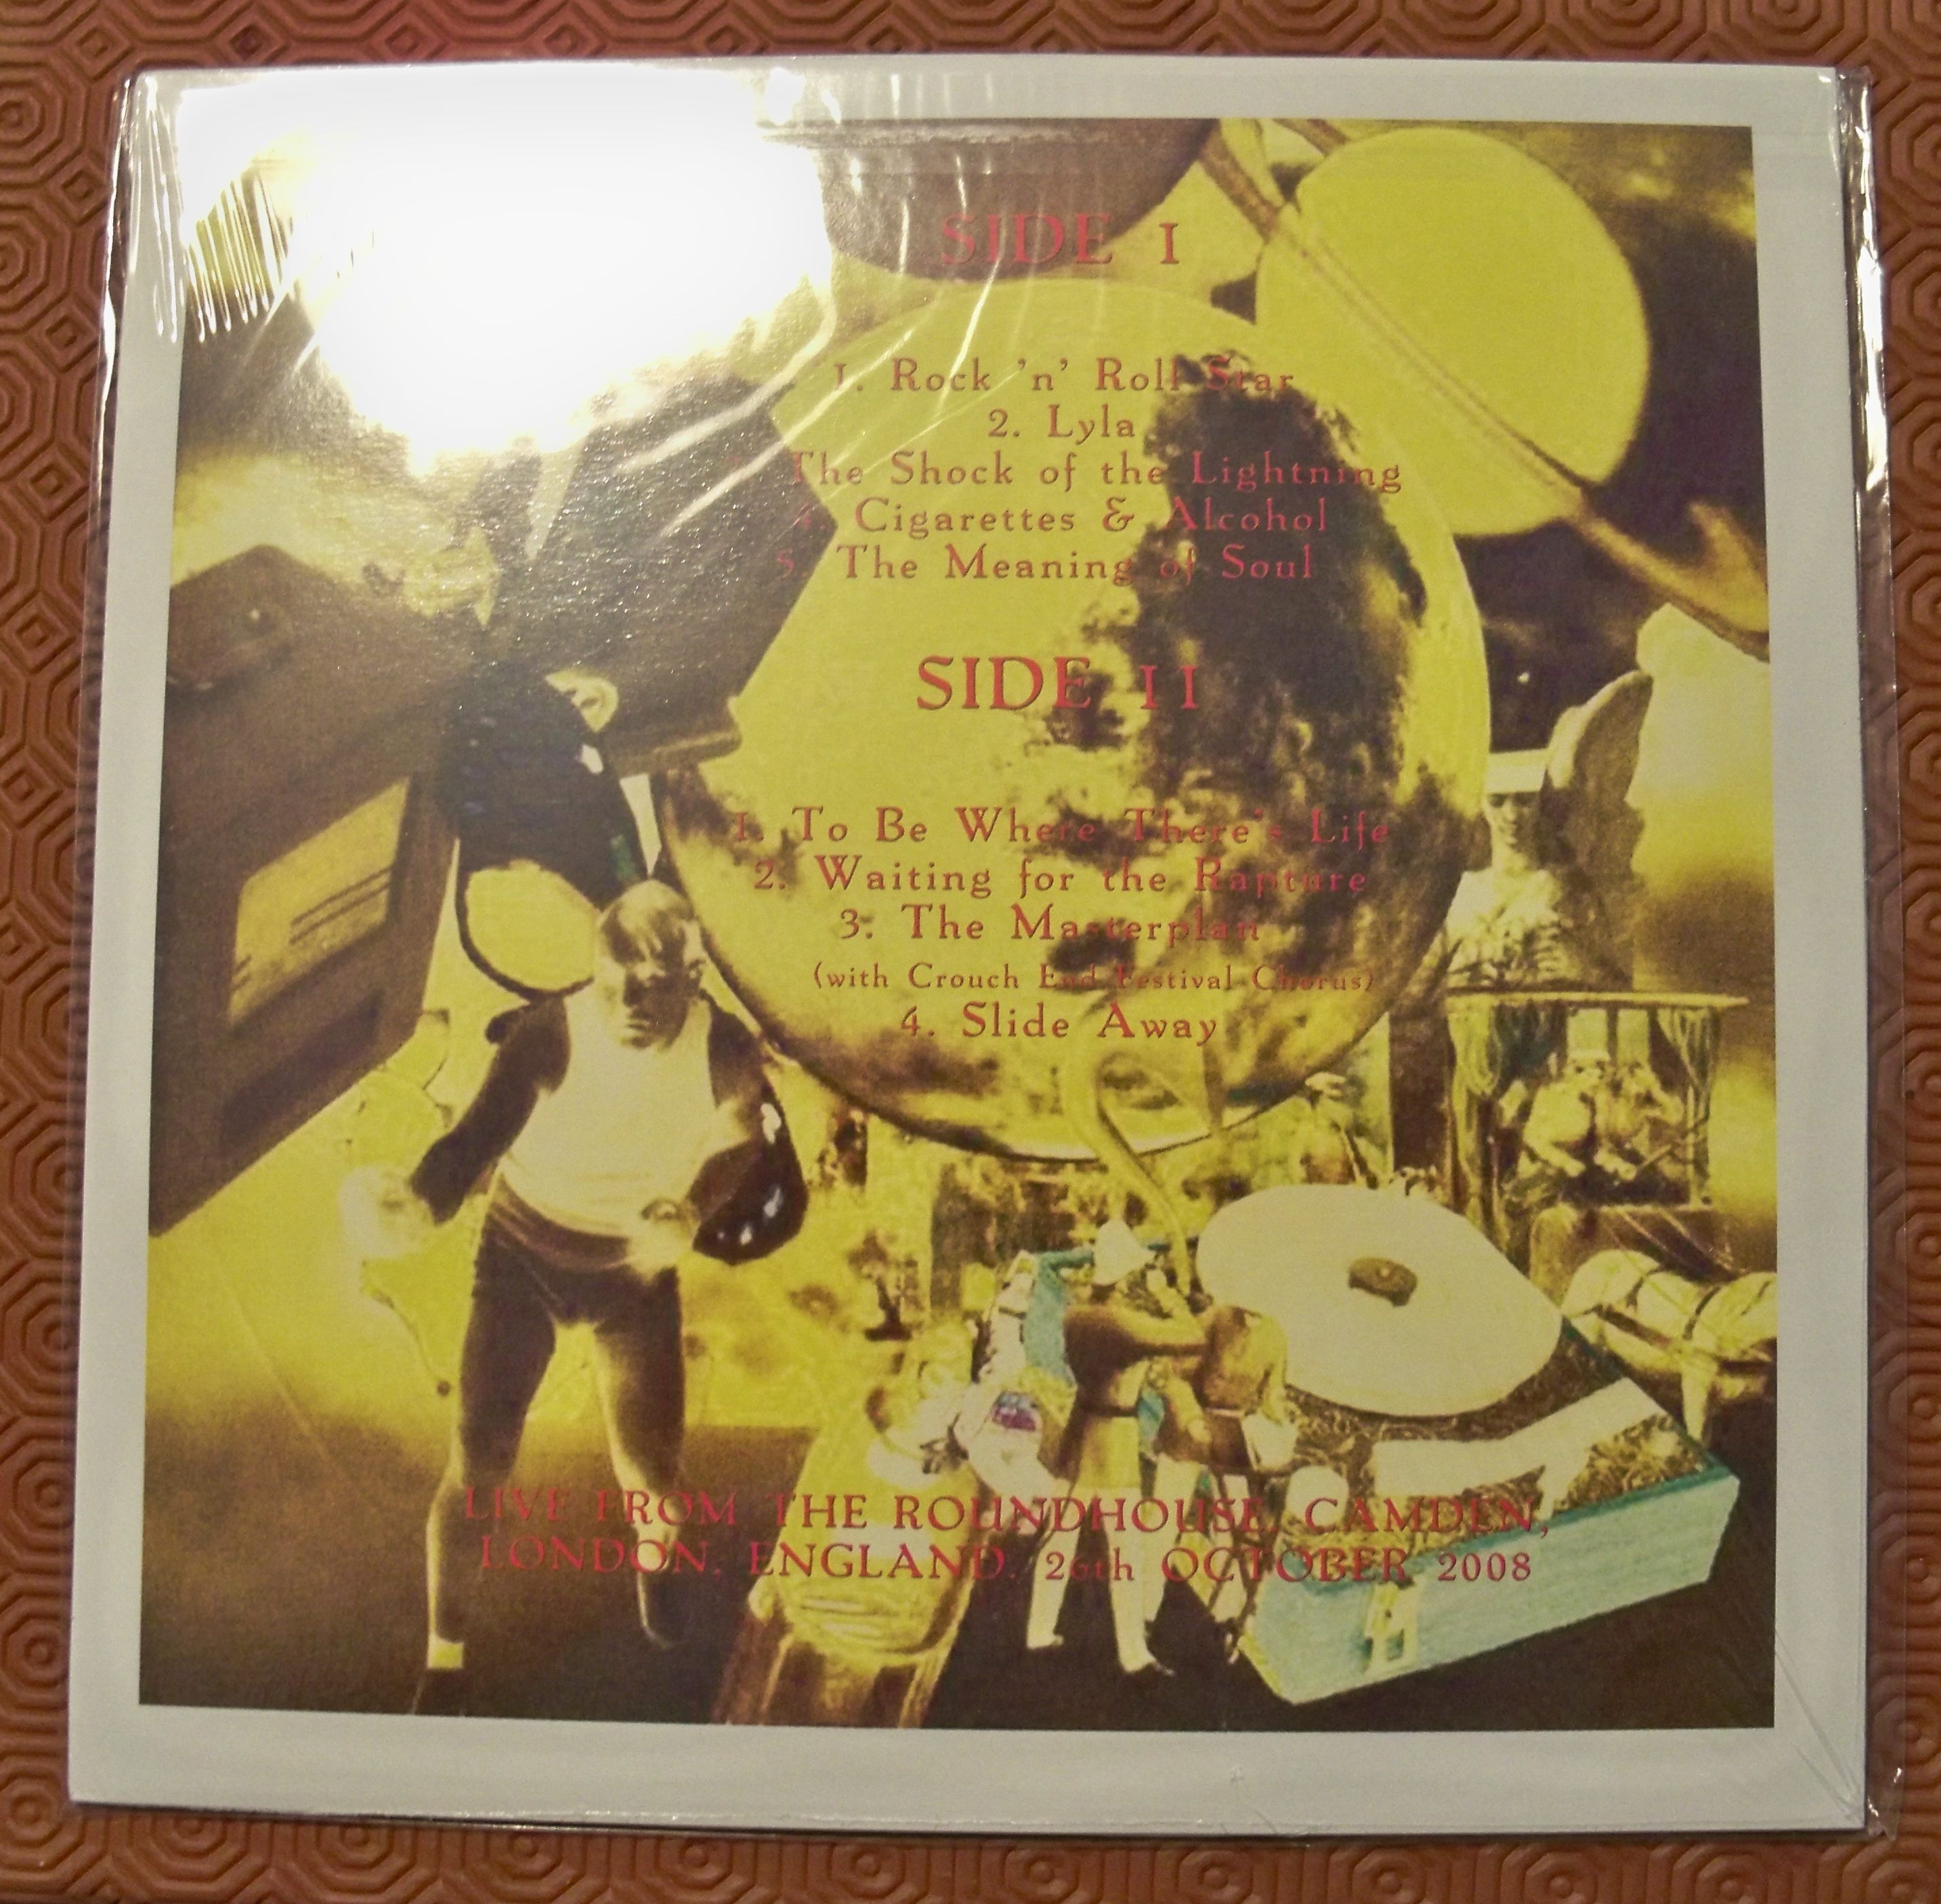 SIDE I
1. Rock 'n' Roll Star
2. Lyla
The Shock of the Lightning
4. Cigarettes & Alcohol
5. The Meaning of Soul
SIDE II
1. To Be Where There's Life
2. Waiting for the Rapture
3. The Masterplan
(with Crouch End Festival Chorus)
4. Slide Away
LIVE FROM THE ROUNDHOUSE, CAMDEN,
LONDON, ENGLAND. 26th OCTOBER 2008